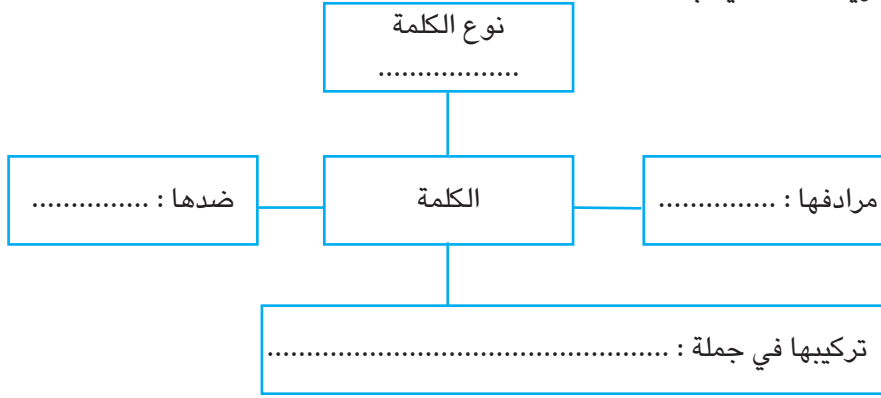 نوع الكلمة
..................
مرادفها : ...............
الكلمة
ضدها : ...............
تركيبها في جملة : ...................................................